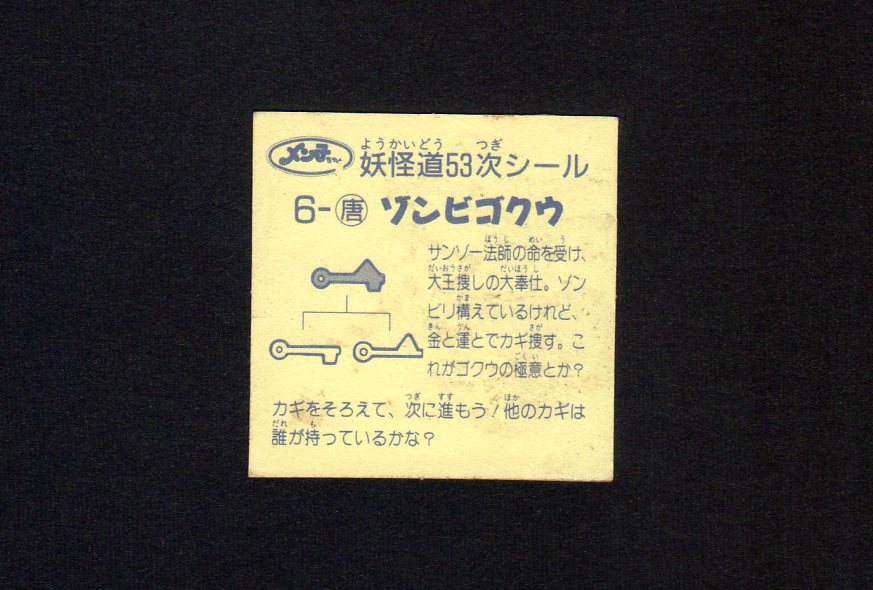 メン子ちゃん
ようかいどう つぎ
妖怪道53次シール
6-㊙唐 ゾンビゴクウ
ほうし めい う
サンゾー法師の命を受け、
だいおうさが だいほうし
大王捜しの大奉仕。ゾン
かま
ビリ構えているけれど、
きん うん さが
金と運とでカギ捜す。こ
ごくい
れがゴクウの極意とか?
つぎ すす ほか
カギをそろえて、次に進もう!他のカギは
だれ も
誰が持っているかな?